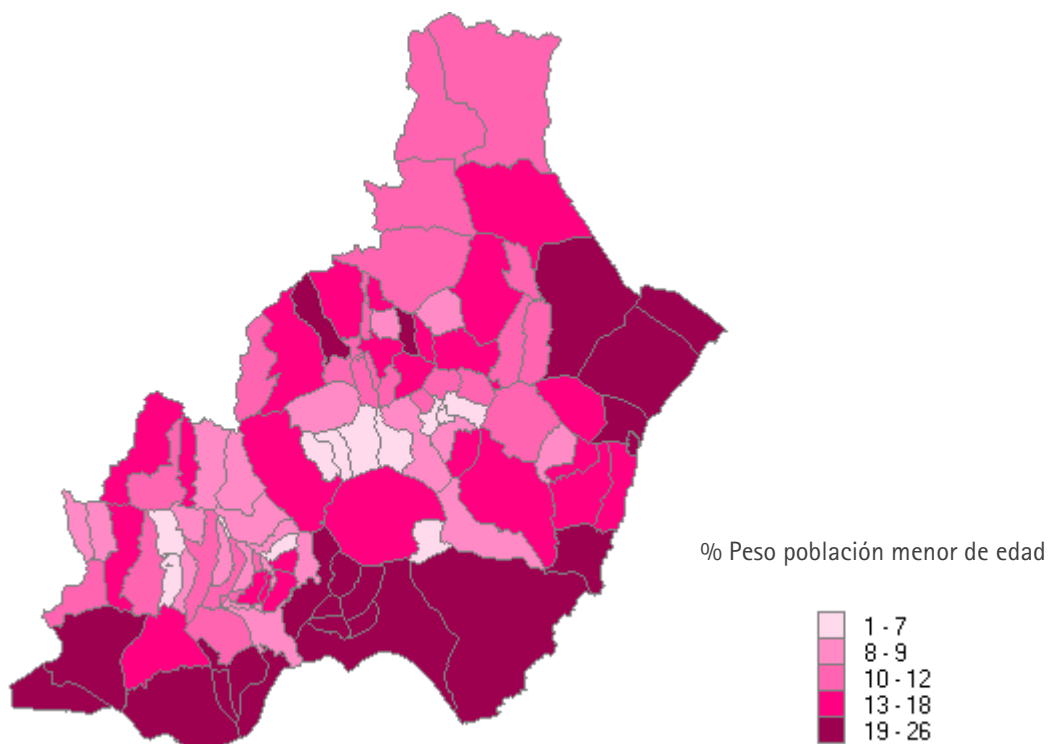 % Peso población menor de edad
1 - 7
8 - 9
10 - 12
13 - 18
19 - 26